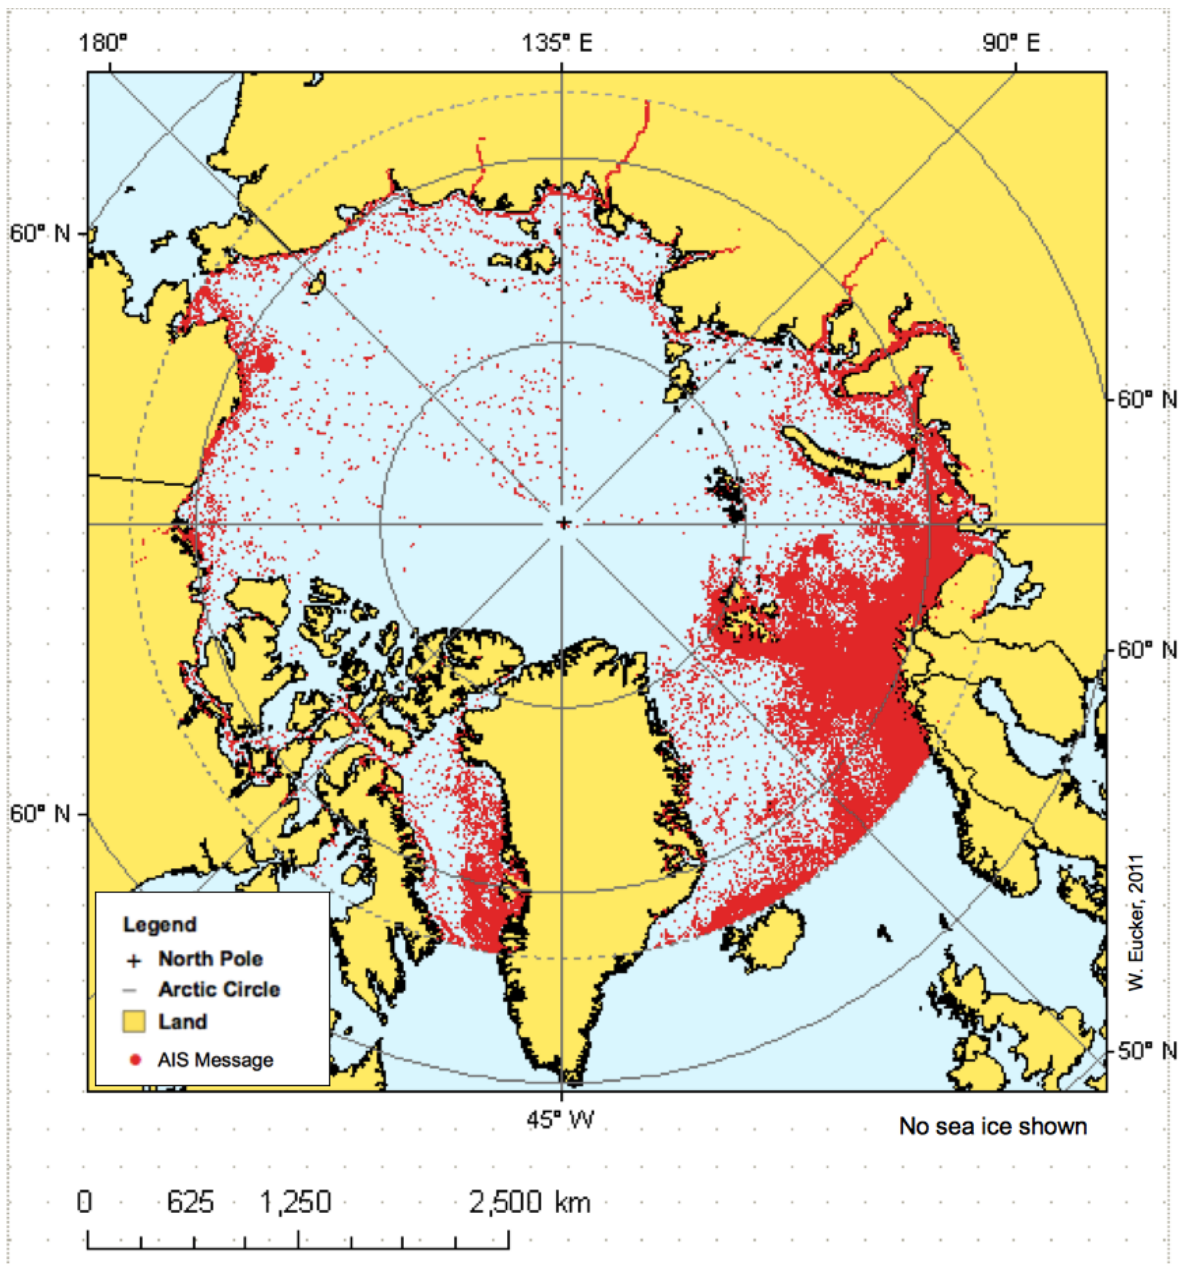 180°
135° E
90° E
60° N
60° N
60° N
60° N
50° N
W. Eucker, 2011
Legend
North Pole
Arctic Circle
Land
AIS Message
45° W
No sea ice shown
0 625 1,250 2,500 km